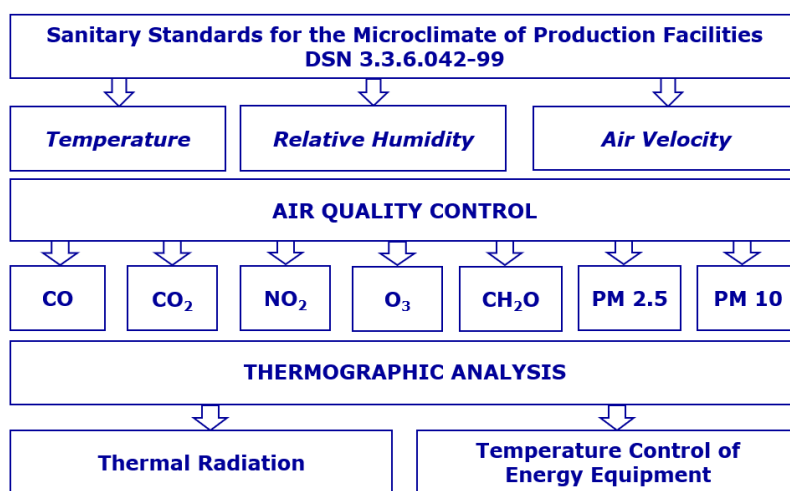 Sanitary Standards for the Microclimate of Production Facilities
DSN 3.3.6.042–99
Temperature
Relative Humidity
Air Velocity
AIR QUALITY CONTROL
CO
CO₂
NO₂
O₃
CH₂O
PM 2.5
PM 10
THERMOGRAPHIC ANALYSIS
Thermal Radiation
Temperature Control of
Energy Equipment